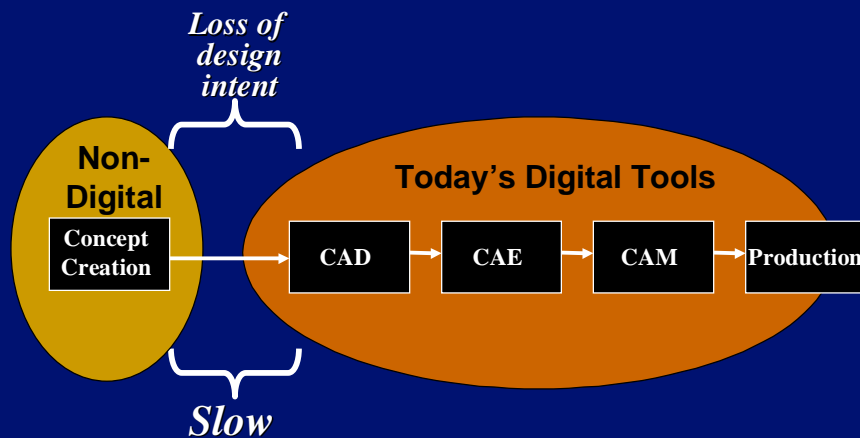 Loss of
design
intent
Non-
Digital
Today's Digital Tools
Concept
Creation
CAD
CAE
CAM
Production
Slow